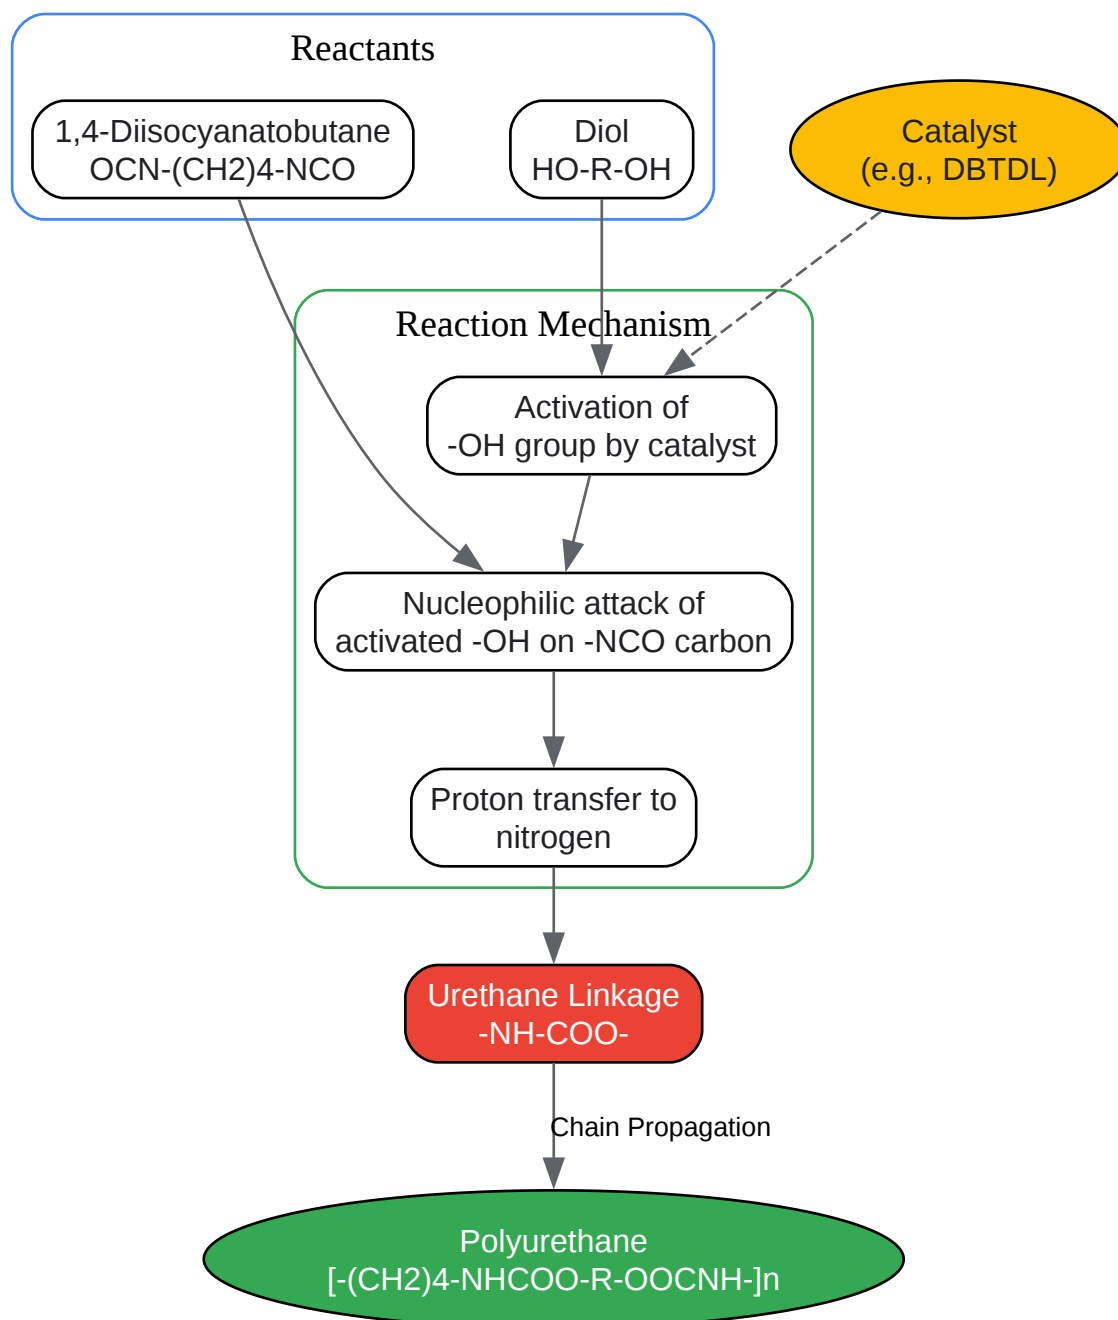 Reactants
1,4-Diisocyanatobutane
OCN-(CH2)4-NCO
Diol
HO-R-OH
Catalyst
(e.g., DBTDL)
Reaction Mechanism
Activation of
-OH group by catalyst
Nucleophilic attack of
activated -OH on -NCO carbon
Proton transfer to
nitrogen
Urethane Linkage
-NH-COO-
Chain Propagation
Polyurethane
[-(CH2)4-NHCOO-R-OOCNH-]n